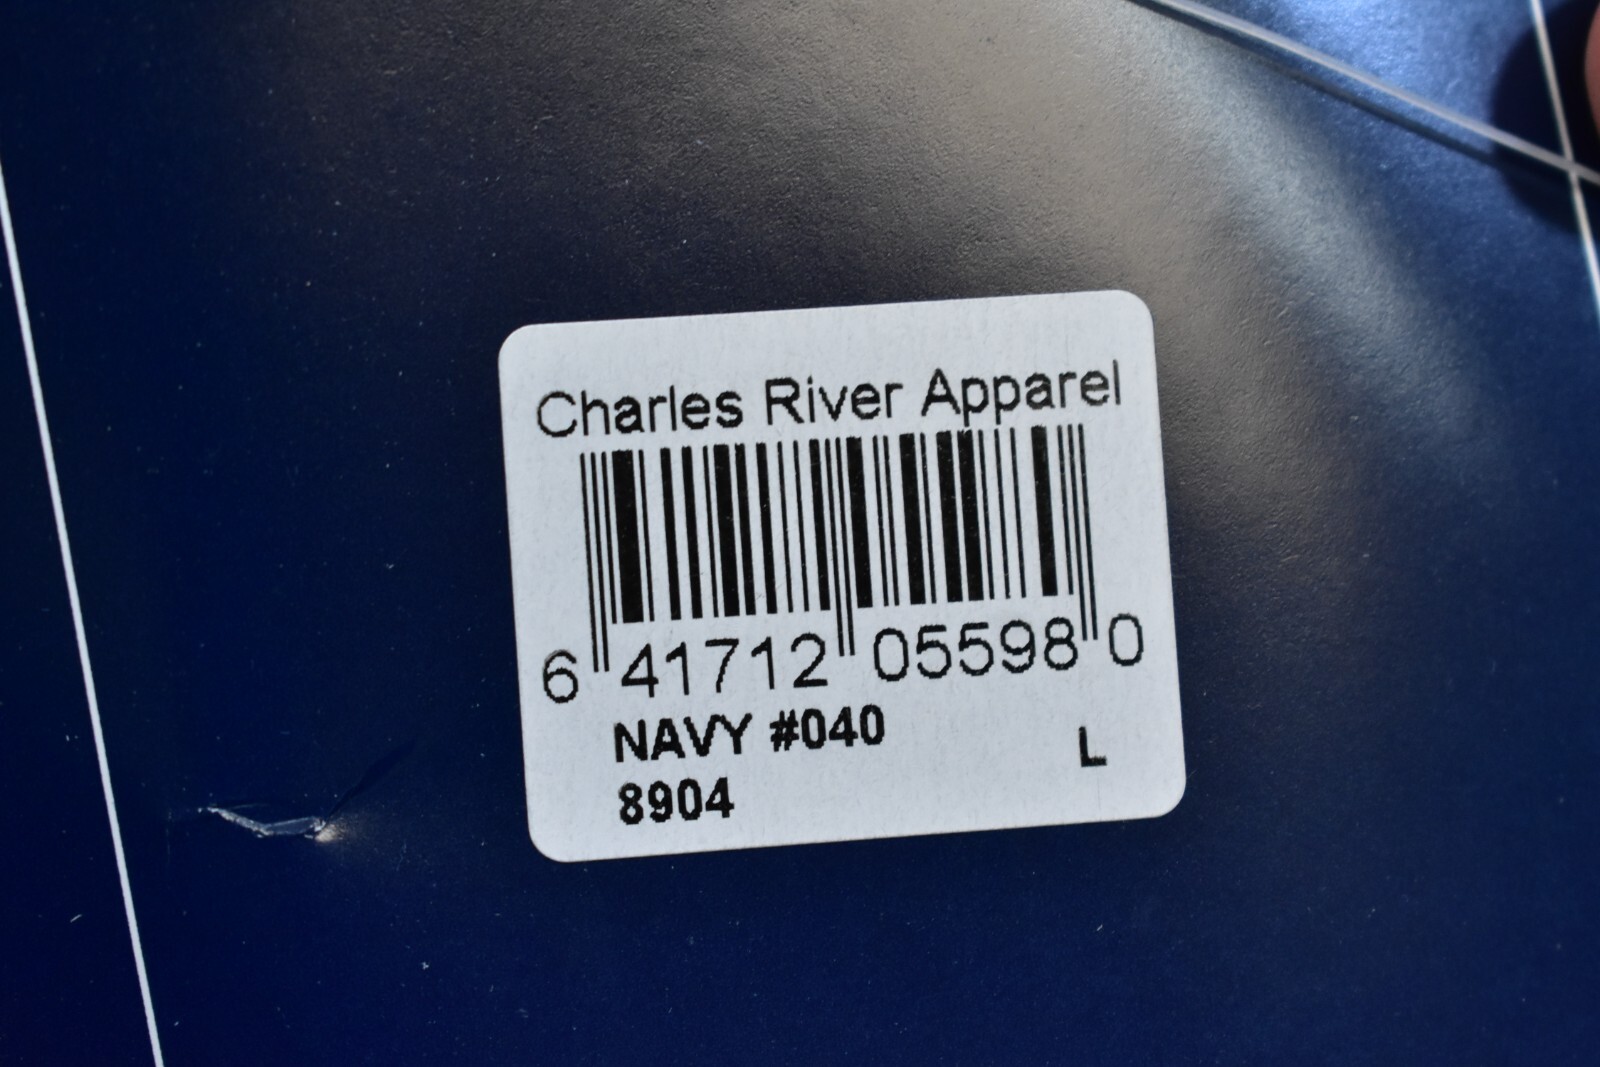 Charles River Apparel
6 41712 05598 0
NAVY #040
L
8904